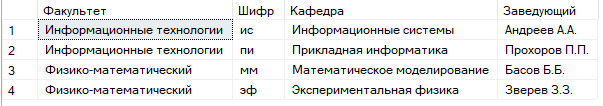 Факультет Шифр Кафедра Заведующий
1 Информационные технологии ис Информационные системы Андреев А.А.
2 Информационные технологии пи Прикладная информатика Прохоров П.П.
3 Физико-математический мм Математическое моделирование Басов Б.Б.
4 Физико-математический эф Экспериментальная физика Зверев З.З.